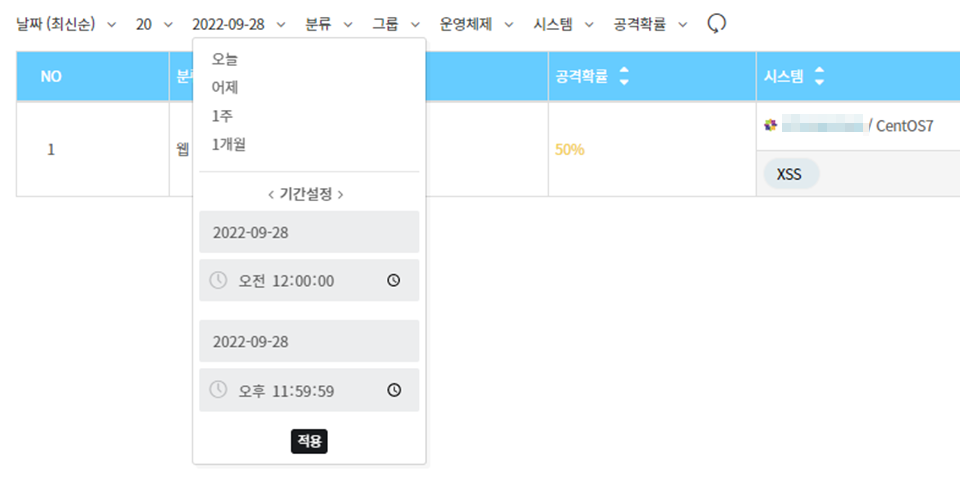 날짜 (최신순) 20 2022-09-28 분류 그룹 운영체제 시스템 공격확률
NO 공격확률 시스템
오늘
어제
1주
1개월
1 웹 50% / CentOS7
XSS
< 기간설정 >
2022-09-28
오전 12:00:00
2022-09-28
오후 11:59:59
적용